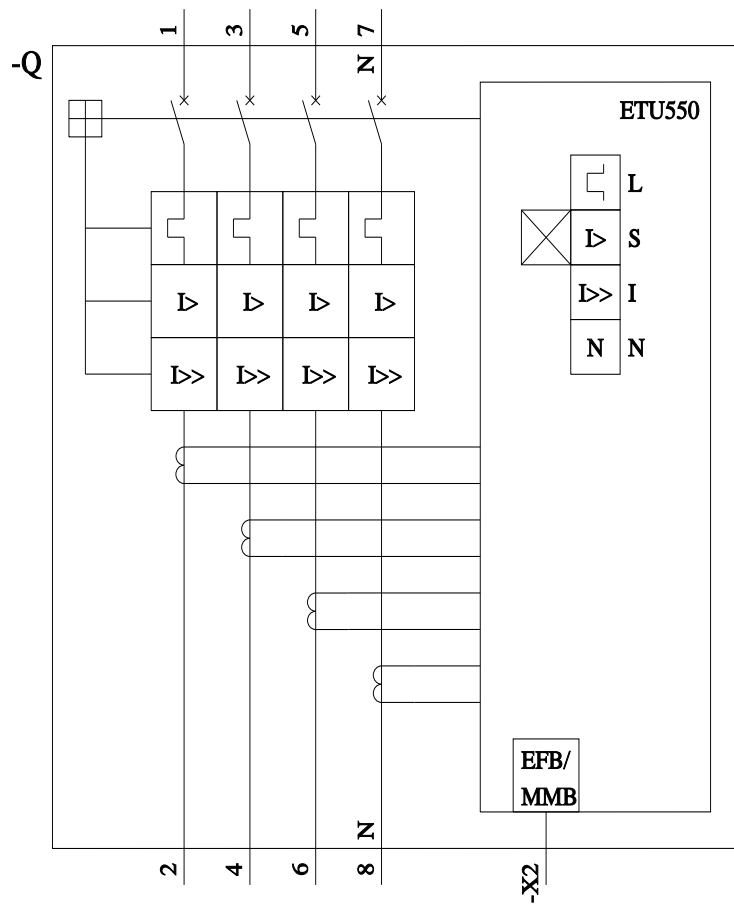 1 3 5 7
-Q
N
ETU550
L
I> I> I> I>
I> S
I>> I
N N
I>> I>> I>> I>>
EFB/
MMB
N
2 4 6 8
-X2